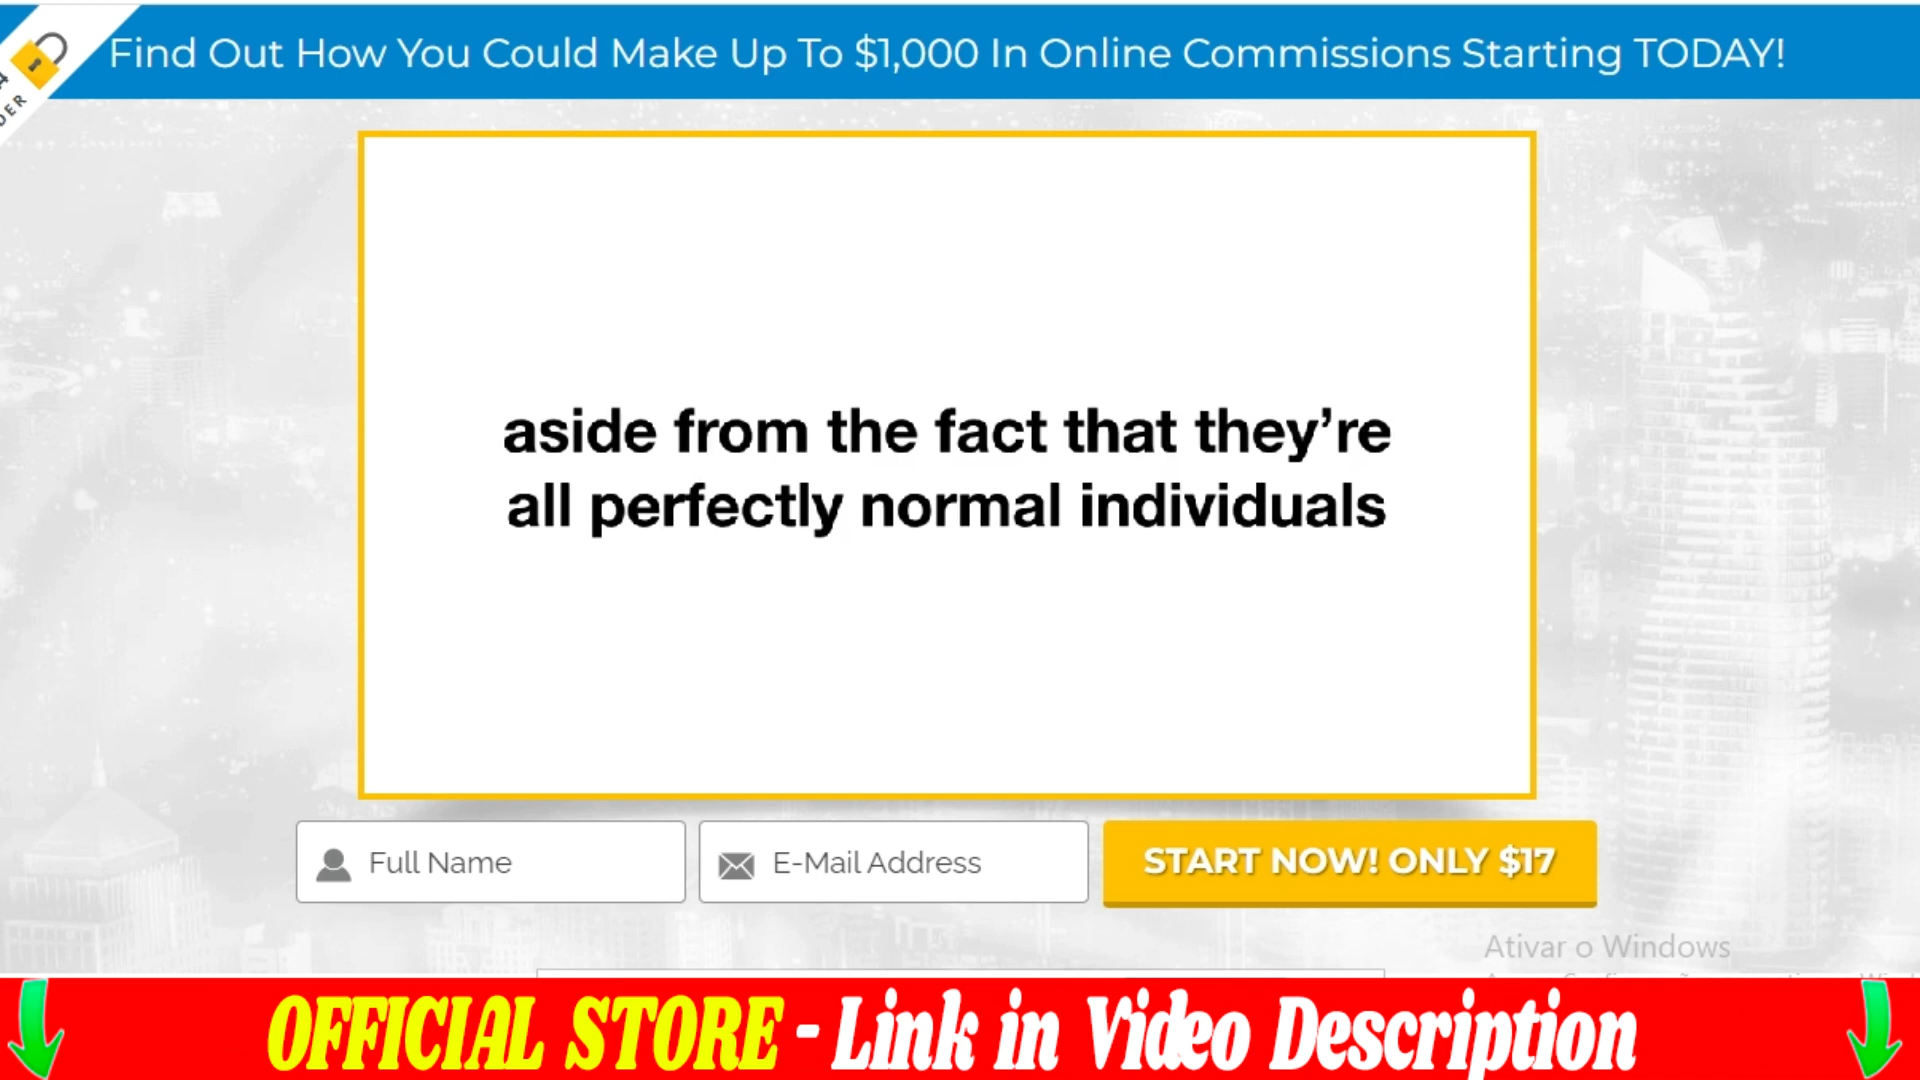 Find Out How You Could Make Up To $1,000 In Online Commissions Starting TODAY!
aside from the fact that they’re
all perfectly normal individuals
Full Name
E-Mail Address
START NOW! ONLY $17
Ativar o Windows
OFFICIAL STORE - Link in Video Description